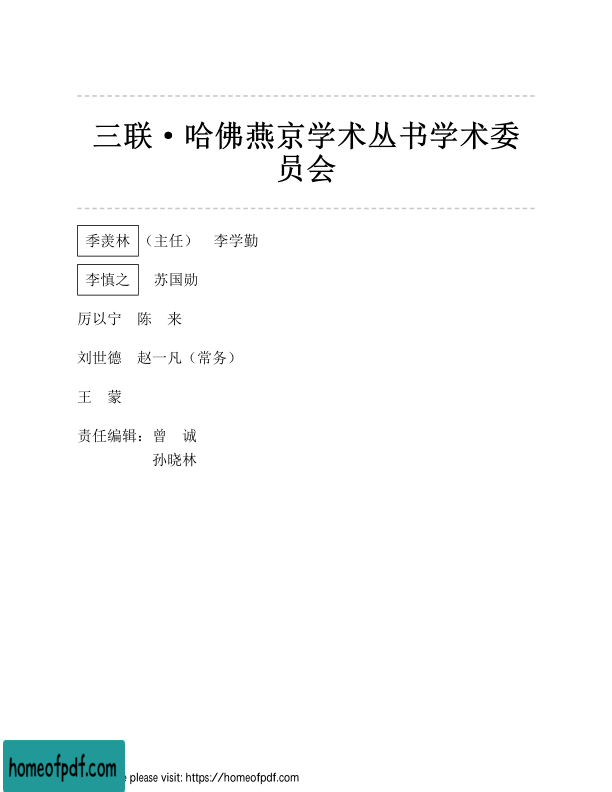 三联·哈佛燕京学术丛书学术委
员会
季羡林（主任）　李学勤
李慎之　苏国勋
厉以宁　陈　来
刘世德　赵一凡（常务）
王　蒙
责任编辑：曾　诚
孙晓林
homeofpdf.com
please visit: https://homeofpdf.com